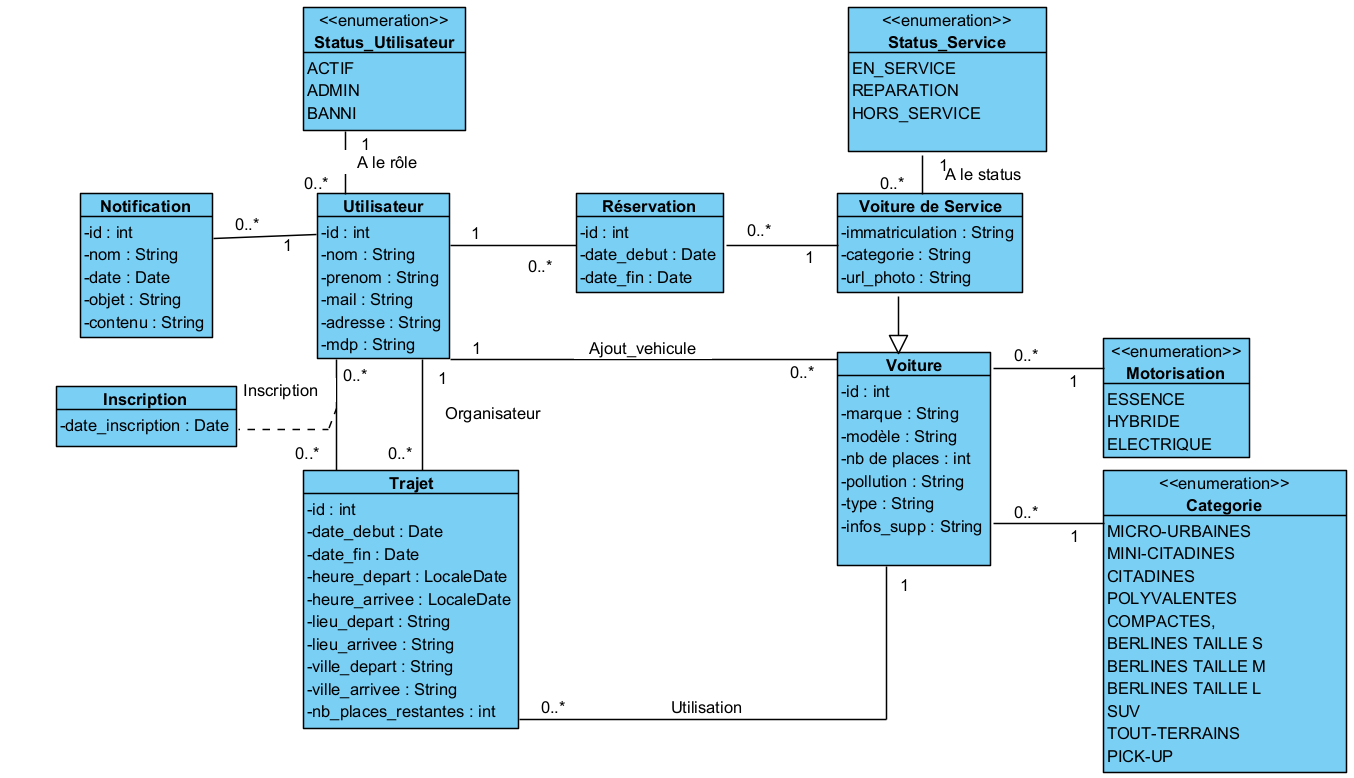 <<enumeration>>
Status_Utilisateur
ACTIF
ADMIN
BANNI
<<enumeration>>
Status_Service
EN_SERVICE
REPARATION
HORS_SERVICE
1
A le rôle
0..*
1
A le status
0..*
Notification
-id : int
-nom : String
-date : Date
-objet : String
-contenu : String
0..*
1
Utilisateur
-id : int
-nom : String
-prenom : String
-mail : String
-adresse : String
-mdp : String
1
0..*
Réservation
-id : int
-date_debut : Date
-date_fin : Date
0..*
1
Voiture de Service
-immatriculation : String
-categorie : String
-url_photo : String
1
Ajout_vehicule
0..*
Voiture
-id : int
-marque : String
-modèle : String
-nb de places : int
-pollution : String
-type : String
-infos_supp : String
0..*
1
<<enumeration>>
Motorisation
ESSENCE
HYBRIDE
ELECTRIQUE
0..*
1
<<enumeration>>
Categorie
MICRO-URBAINES
MINI-CITADINES
CITADINES
POLYVALENTES
COMPACTES,
BERLINES TAILLE S
BERLINES TAILLE M
BERLINES TAILLE L
SUV
TOUT-TERRAINS
PICK-UP
Inscription
-date_inscription : Date
0..*
Inscription
0..*
1
Organisateur
0..*
Trajet
-id : int
-date_debut : Date
-date_fin : Date
-heure_depart : LocaleDate
-heure_arrivee : LocaleDate
-lieu_depart : String
-lieu_arrivee : String
-ville_depart : String
-ville_arrivee : String
-nb_places_restantes : int
1
0..*
Utilisation